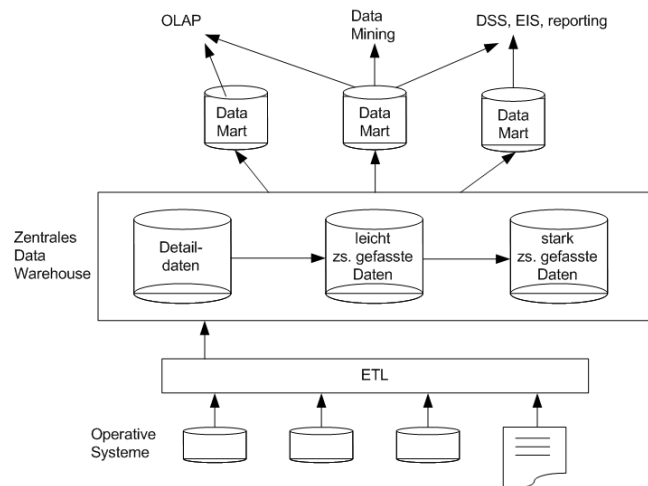 OLAP
Data
Mining
DSS, EIS, reporting
Data
Mart
Data
Mart
Data
Mart
Zentrales
Data
Warehouse
Detail-
daten
leicht
zs. gefasste
Daten
stark
zs. gefasste
Daten
ETL
Operative
Systeme